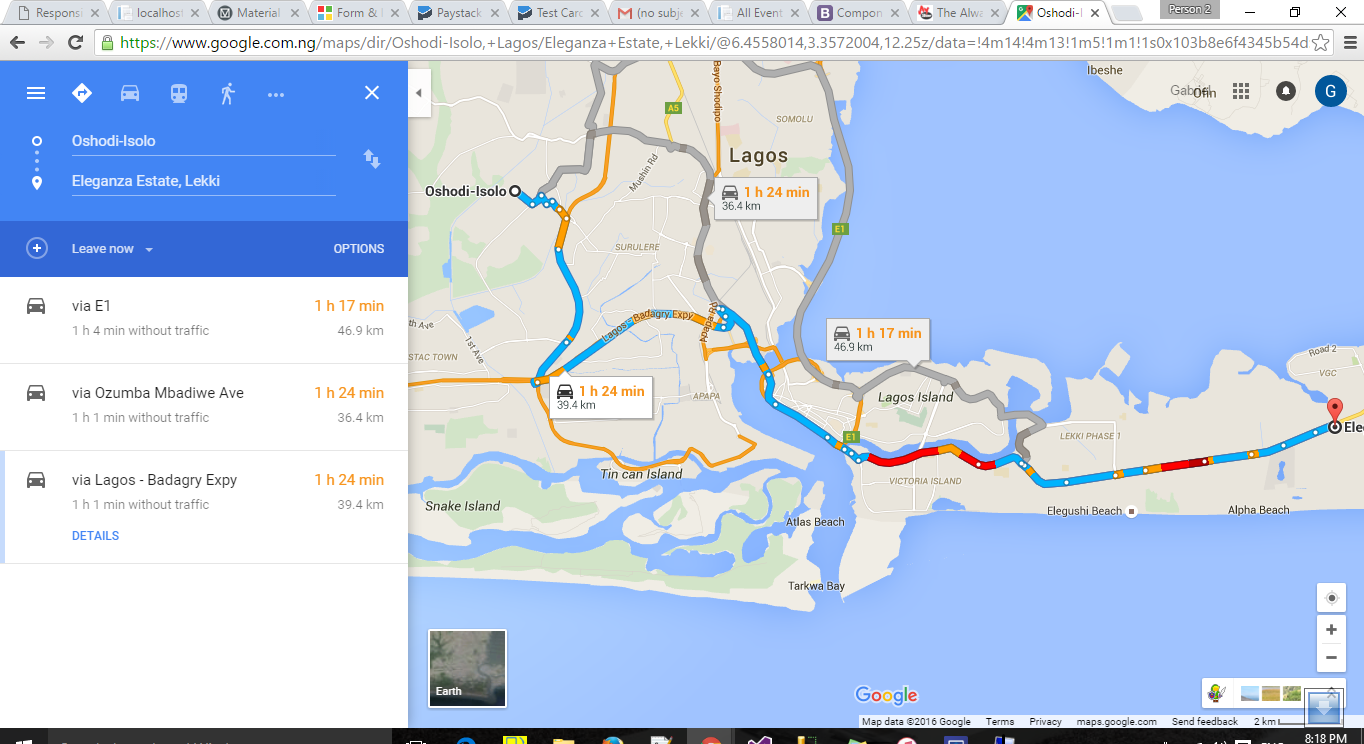 Responsi
localhost
Material
Form & I
Paystack
Test Card
(no subje
All Event
Compon
The Alwa
Oshodi-I
Person 2
https://www.google.com.ng/maps/dir/Oshodi-Isolo,+Lagos/Eleganza+Estate,+Lekki/@6.4558014,3.3572004,12.25z/data=!4m14!4m13!1m5!1m1!1s0x103b8e6f4345b54d
Oshodi-Isolo
Eleganza Estate, Lekki
Leave now
OPTIONS
via E1
1 h 17 min
1 h 4 min without traffic
46.9 km
via Ozumba Mbadiwe Ave
1 h 24 min
1 h 1 min without traffic
36.4 km
via Lagos - Badagry Expy
1 h 24 min
1 h 1 min without traffic
39.4 km
DETAILS
Ibeshe
Ofin
G
Bayo Shodipo
A5
SOMOLU
Lagos
Mushin Rd
Oshodi-Isolo
1 h 24 min
36.4 km
E1
SURULERE
Lagos - Badagry Expy
Apapa Rd
th Ave
1st Ave
STAC TOWN
1 h 17 min
46.9 km
Road 2
VGC
1 h 24 min
39.4 km
APAPA
Lagos Island
Ele
E1
LEKKI PHASE 1
Tin can Island
VICTORIA ISLAND
Snake Island
Elegushi Beach
Alpha Beach
Atlas Beach
Tarkwa Bay
Earth
Google
Map data ©2016 Google
Terms
Privacy
maps.google.com
Send feedback
2 km
8:18 PM